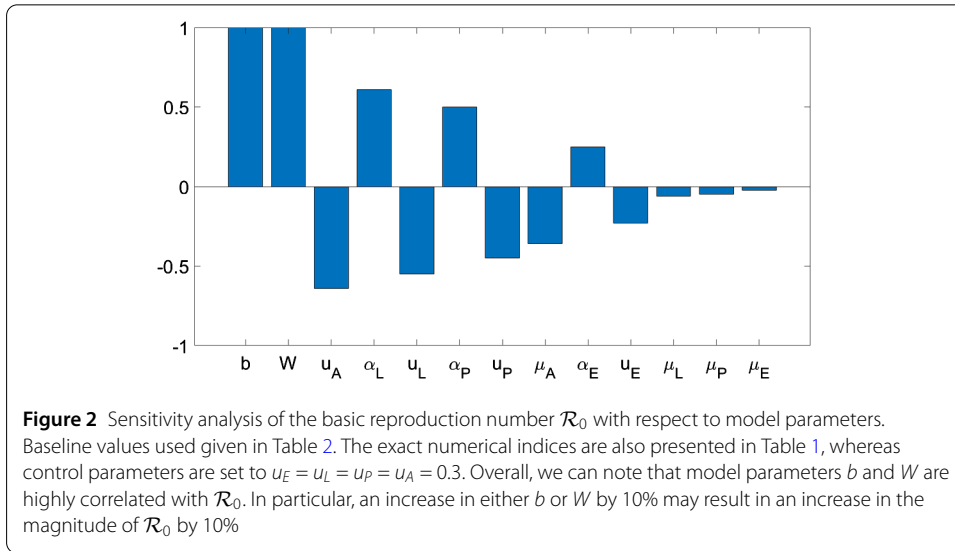 1
0.5
0
-0.5
-1
b W u_A α_L u_L α_P u_P μ_A α_E u_E μ_L μ_P μ_E
Figure 2 Sensitivity analysis of the basic reproduction number ℛ₀ with respect to model parameters.
Baseline values used given in Table 2. The exact numerical indices are also presented in Table 1, whereas
control parameters are set to u_E = u_L = u_P = u_A = 0.3. Overall, we can note that model parameters b and W are
highly correlated with ℛ₀. In particular, an increase in either b or W by 10% may result in an increase in the
magnitude of ℛ₀ by 10%